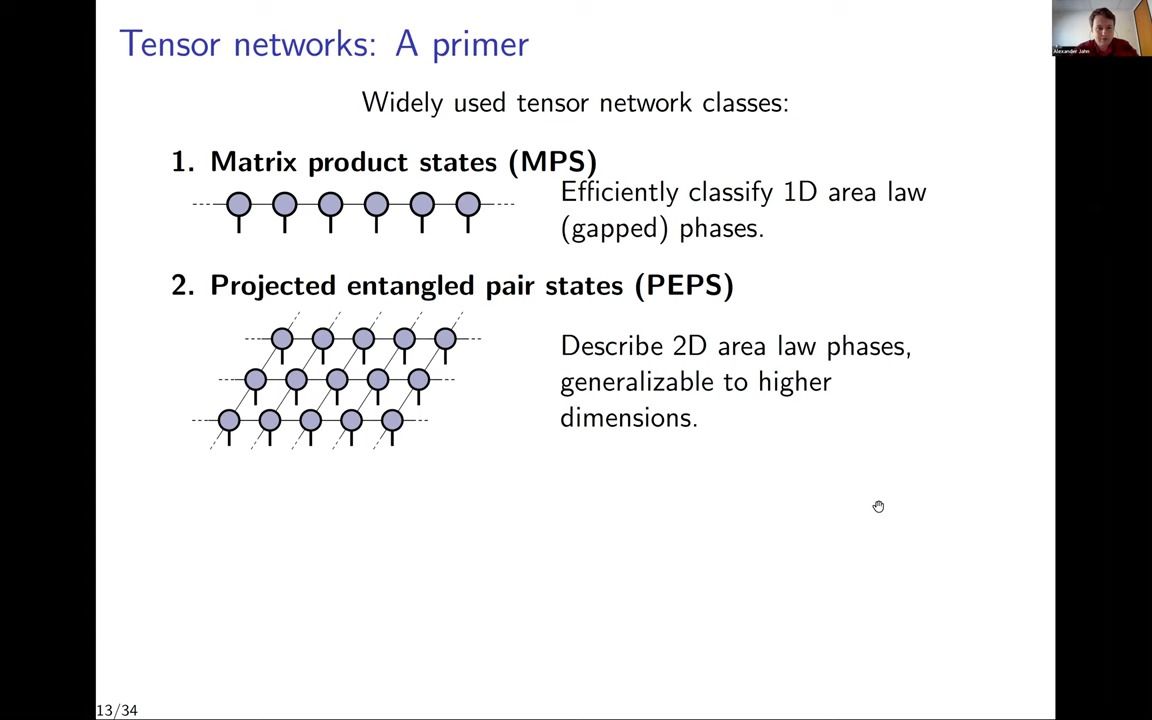 Tensor networks: A primer
Alexander Jahn
Widely used tensor network classes:
1. Matrix product states (MPS)
Efficiently classify 1D area law
(gapped) phases.
2. Projected entangled pair states (PEPS)
Describe 2D area law phases,
generalizable to higher
dimensions.
13/34